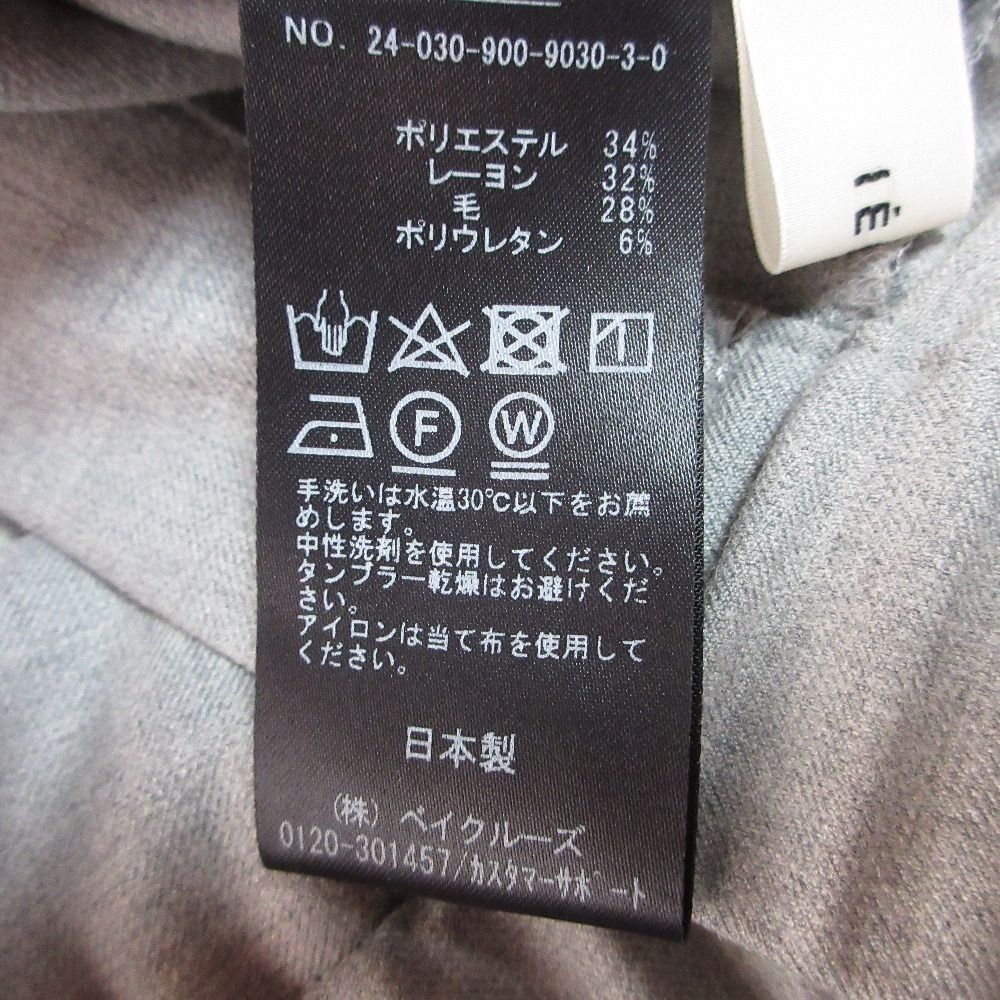 NO. 24-030-900-9030-3-0
ポリエステル 34%
レーヨン 32%
毛 28%
ポリウレタン 6%
F
W
手洗いは水温30℃以下をお薦
めします。
中性洗剤を使用してください。
タンブラー乾燥はお避けくだ
さい。
アイロンは当て布を使用して
ください。
日本製
(株) ベイクルーズ
0120-301457/カスタマーサポート